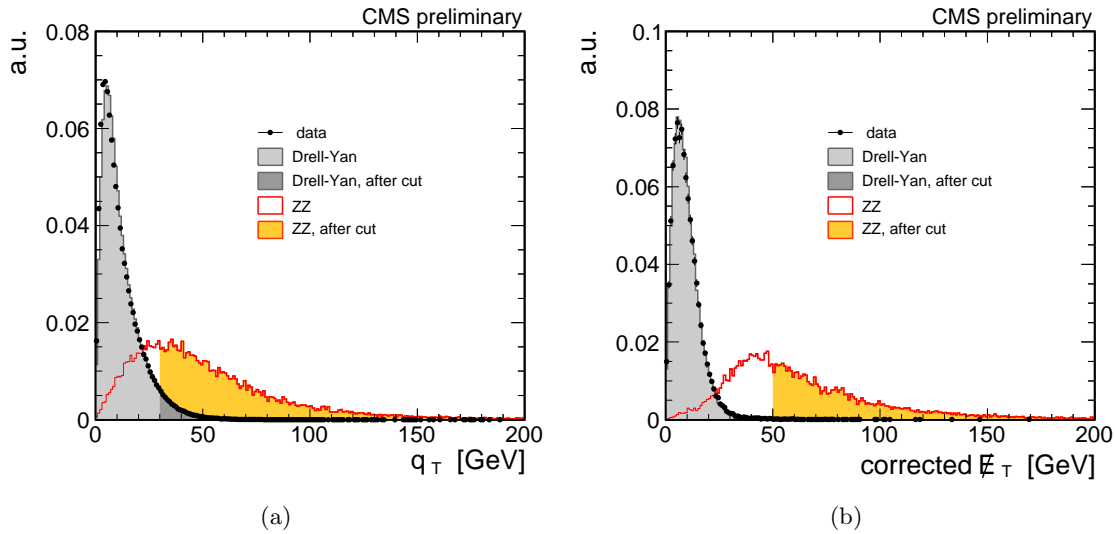 CMS preliminary
a.u.
0.08
0.06
0.04
0.02
0
data
Drell-Yan
Drell-Yan, after cut
ZZ
ZZ, after cut
0 50 100 150 200
q T [GeV]
(a)
CMS preliminary
a.u.
0.1
0.08
0.06
0.04
0.02
0
data
Drell-Yan
Drell-Yan, after cut
ZZ
ZZ, after cut
0 50 100 150 200
corrected E̸ T [GeV]
(b)